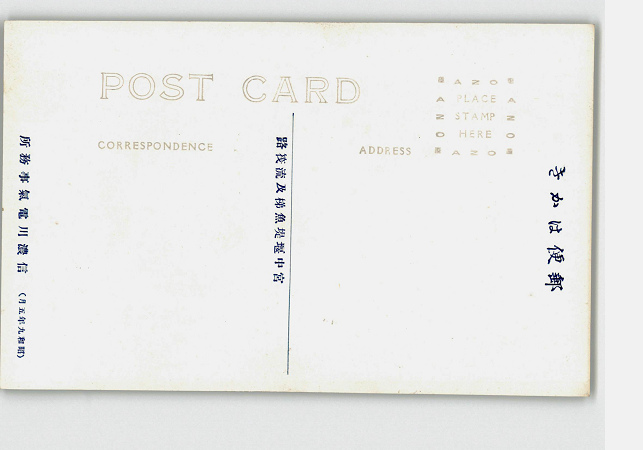 POST CARD
CORRESPONDENCE
ADDRESS
AZO
AZO
PLACE
STAMP
HERE
AZO
AZO
郵便はかき
宮中堰堤魚梯及流筏路
信濃川電氣事務所 (昭和九年五月)